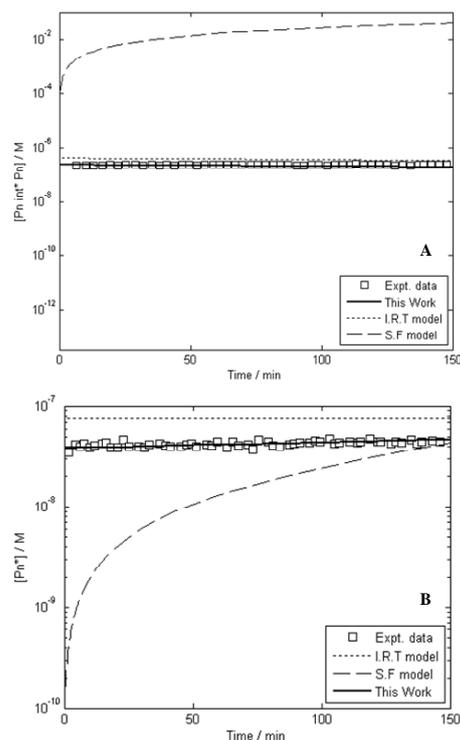 10^-2
10^-4
10^-6
10^-8
10^-10
10^-12
[Pn int* Pn] / M
A
Expt. data
This Work
I.R.T model
S.F model
0 50 100 150
Time / min
10^-7
10^-8
10^-9
10^-10
[Pn*] / M
B
Expt. data
I.R.T model
S.F model
This Work
0 50 100 150
Time / min